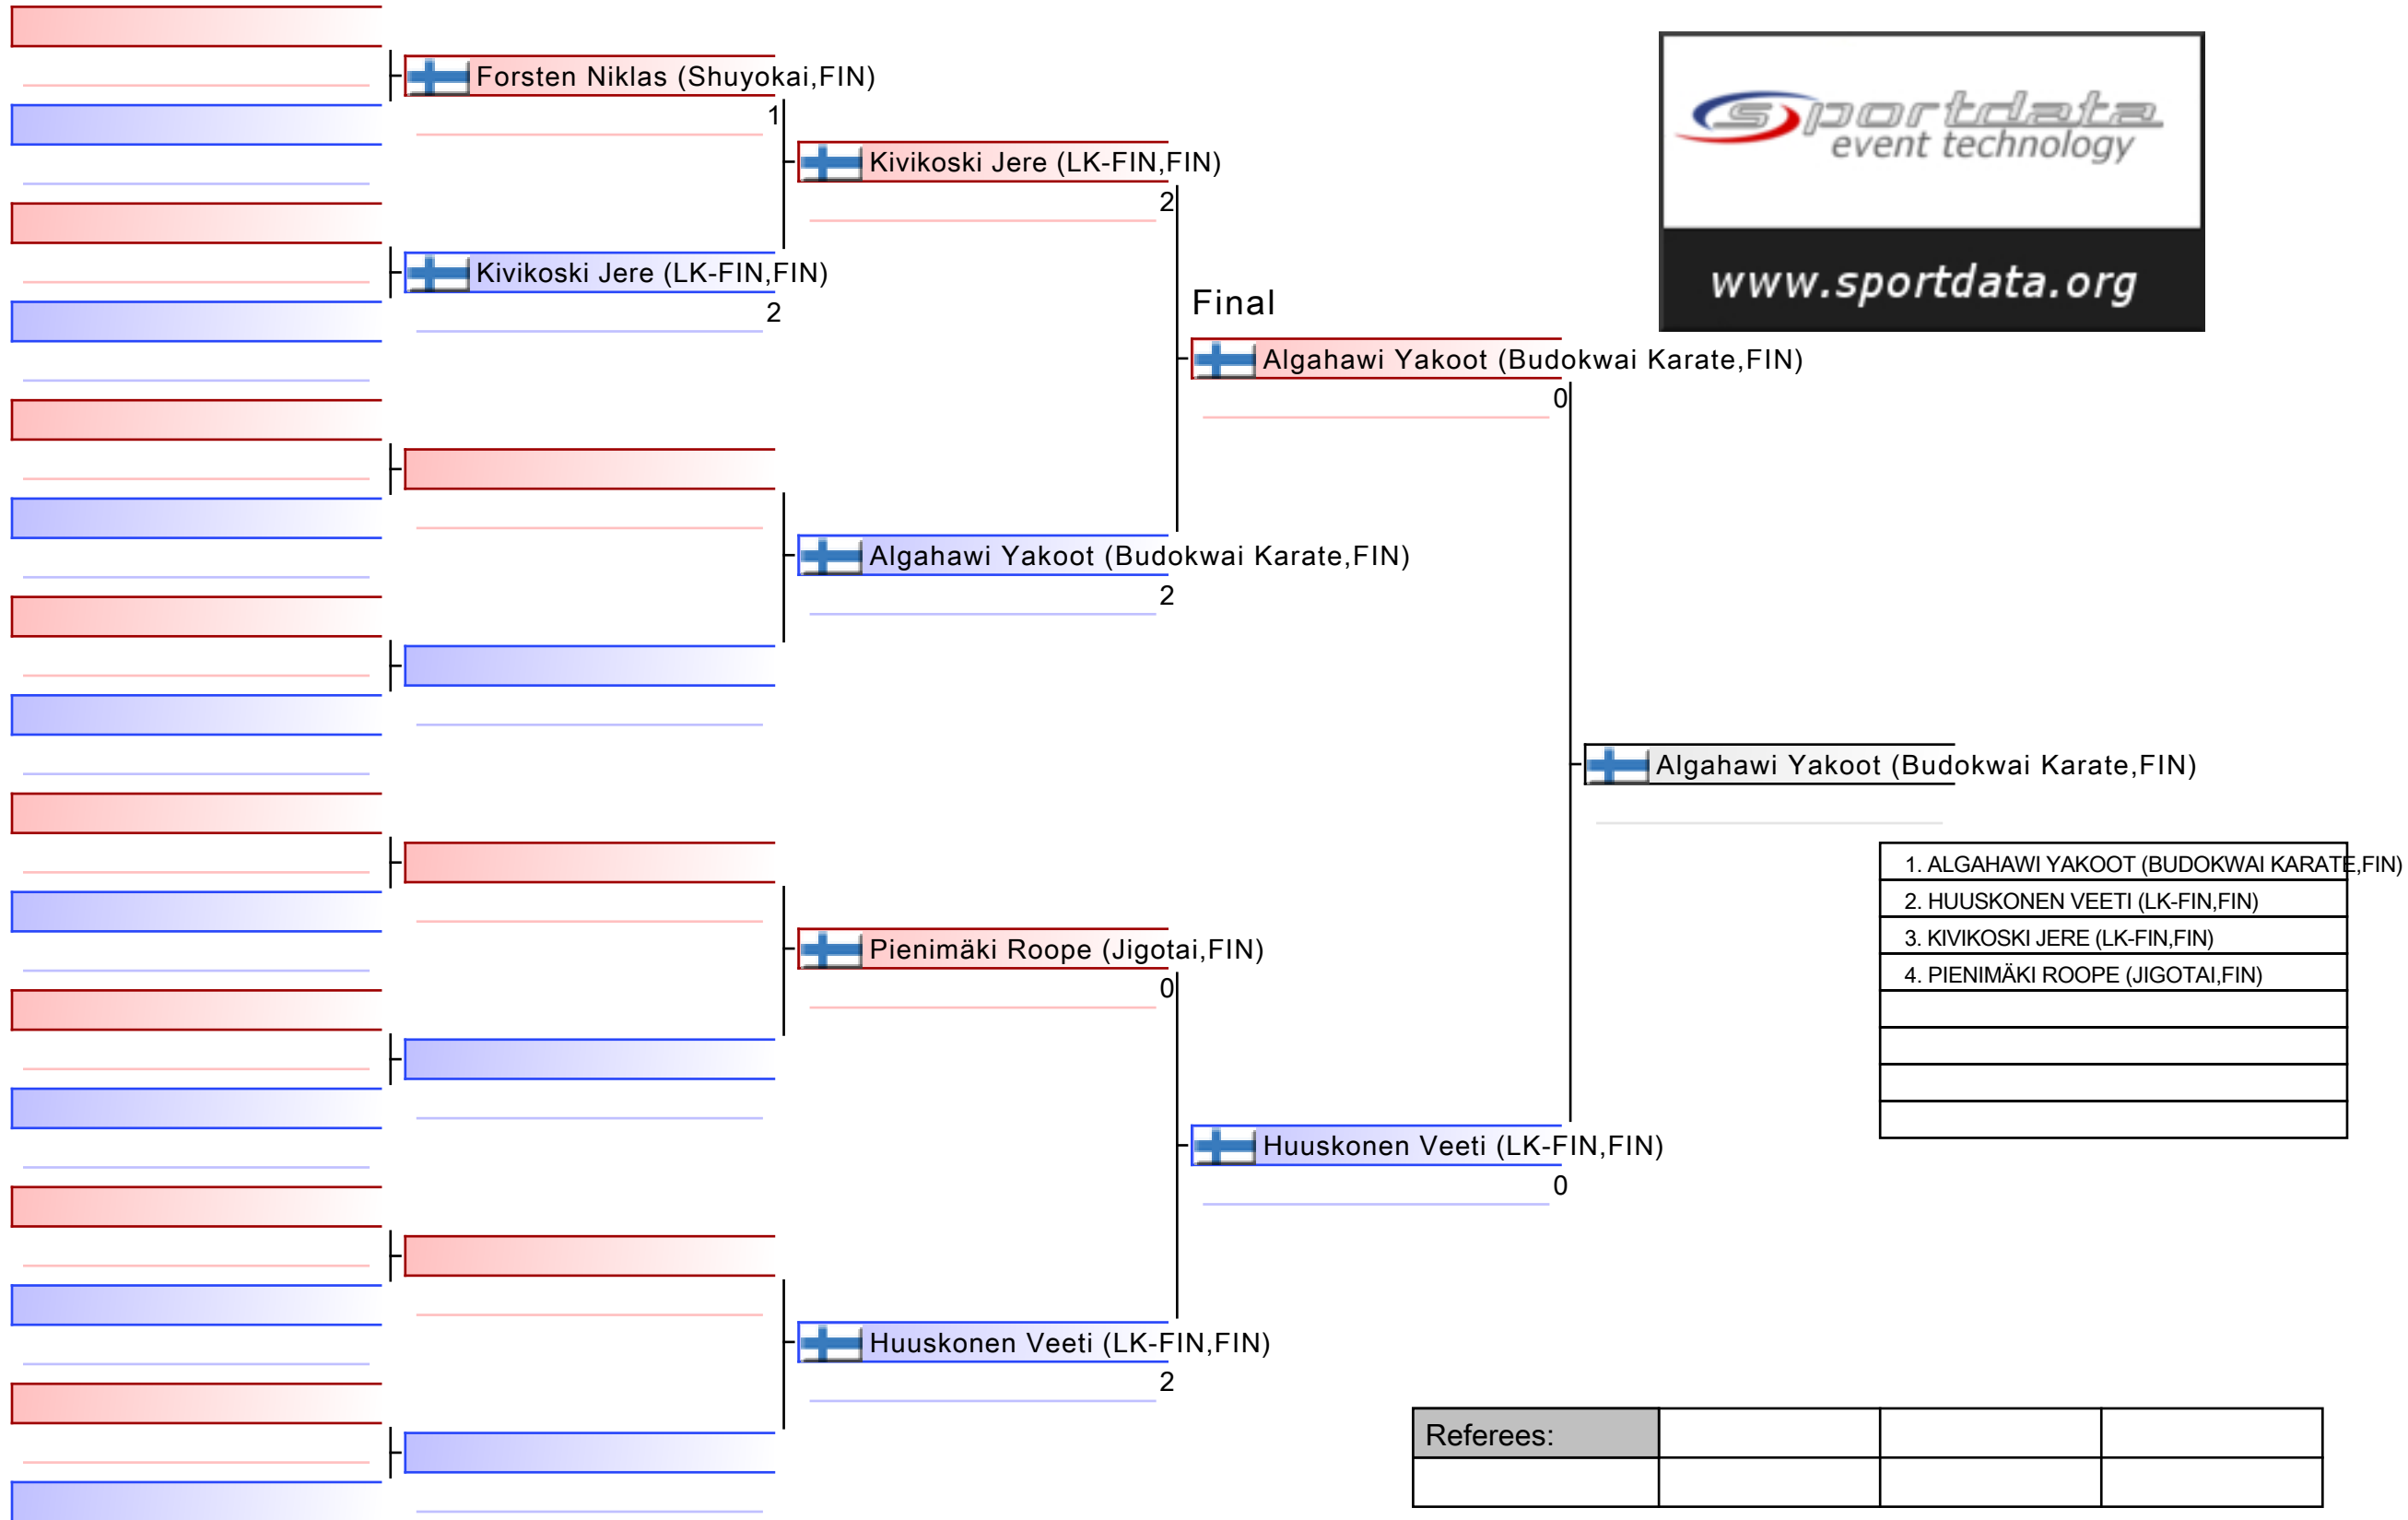 Forsten Niklas (Shuyokai,FIN)
1
Kivikoski Jere (LK-FIN,FIN)
2
Kivikoski Jere (LK-FIN,FIN)
2
Final
Algahawi Yakoot (Budokwai Karate,FIN)
0
Algahawi Yakoot (Budokwai Karate,FIN)
2
Algahawi Yakoot (Budokwai Karate,FIN)
Pienimäki Roope (Jigotai,FIN)
0
Huuskonen Veeti (LK-FIN,FIN)
0
Huuskonen Veeti (LK-FIN,FIN)
2
sportdata
event technology
www.sportdata.org
1. ALGAHAWI YAKOOT (BUDOKWAI KARATE,FIN)
2. HUUSKONEN VEETI (LK-FIN,FIN)
3. KIVIKOSKI JERE (LK-FIN,FIN)
4. PIENIMÄKI ROOPE (JIGOTAI,FIN)
Referees: